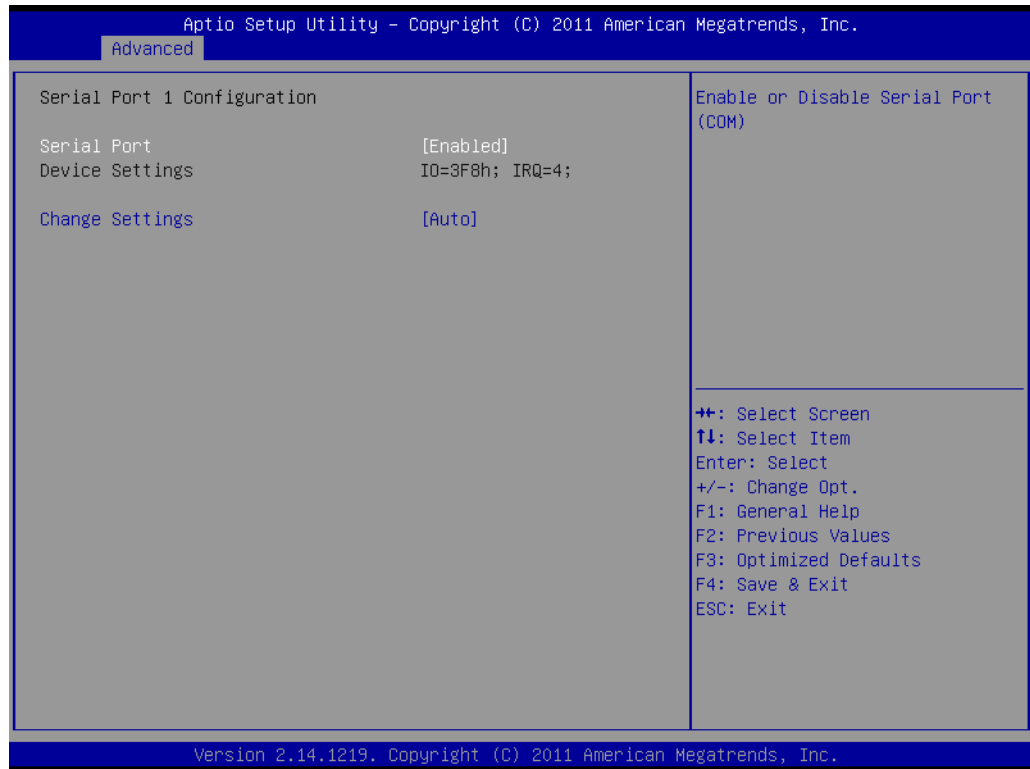 Aptio Setup Utility – Copyright (C) 2011 American Megatrends, Inc.
Advanced
Serial Port 1 Configuration
Serial Port [Enabled]
Device Settings IO=3F8h; IRQ=4;
Change Settings [Auto]
Enable or Disable Serial Port
(COM)
→←: Select Screen
↑↓: Select Item
Enter: Select
+/-: Change Opt.
F1: General Help
F2: Previous Values
F3: Optimized Defaults
F4: Save & Exit
ESC: Exit
Version 2.14.1219. Copyright (C) 2011 American Megatrends, Inc.